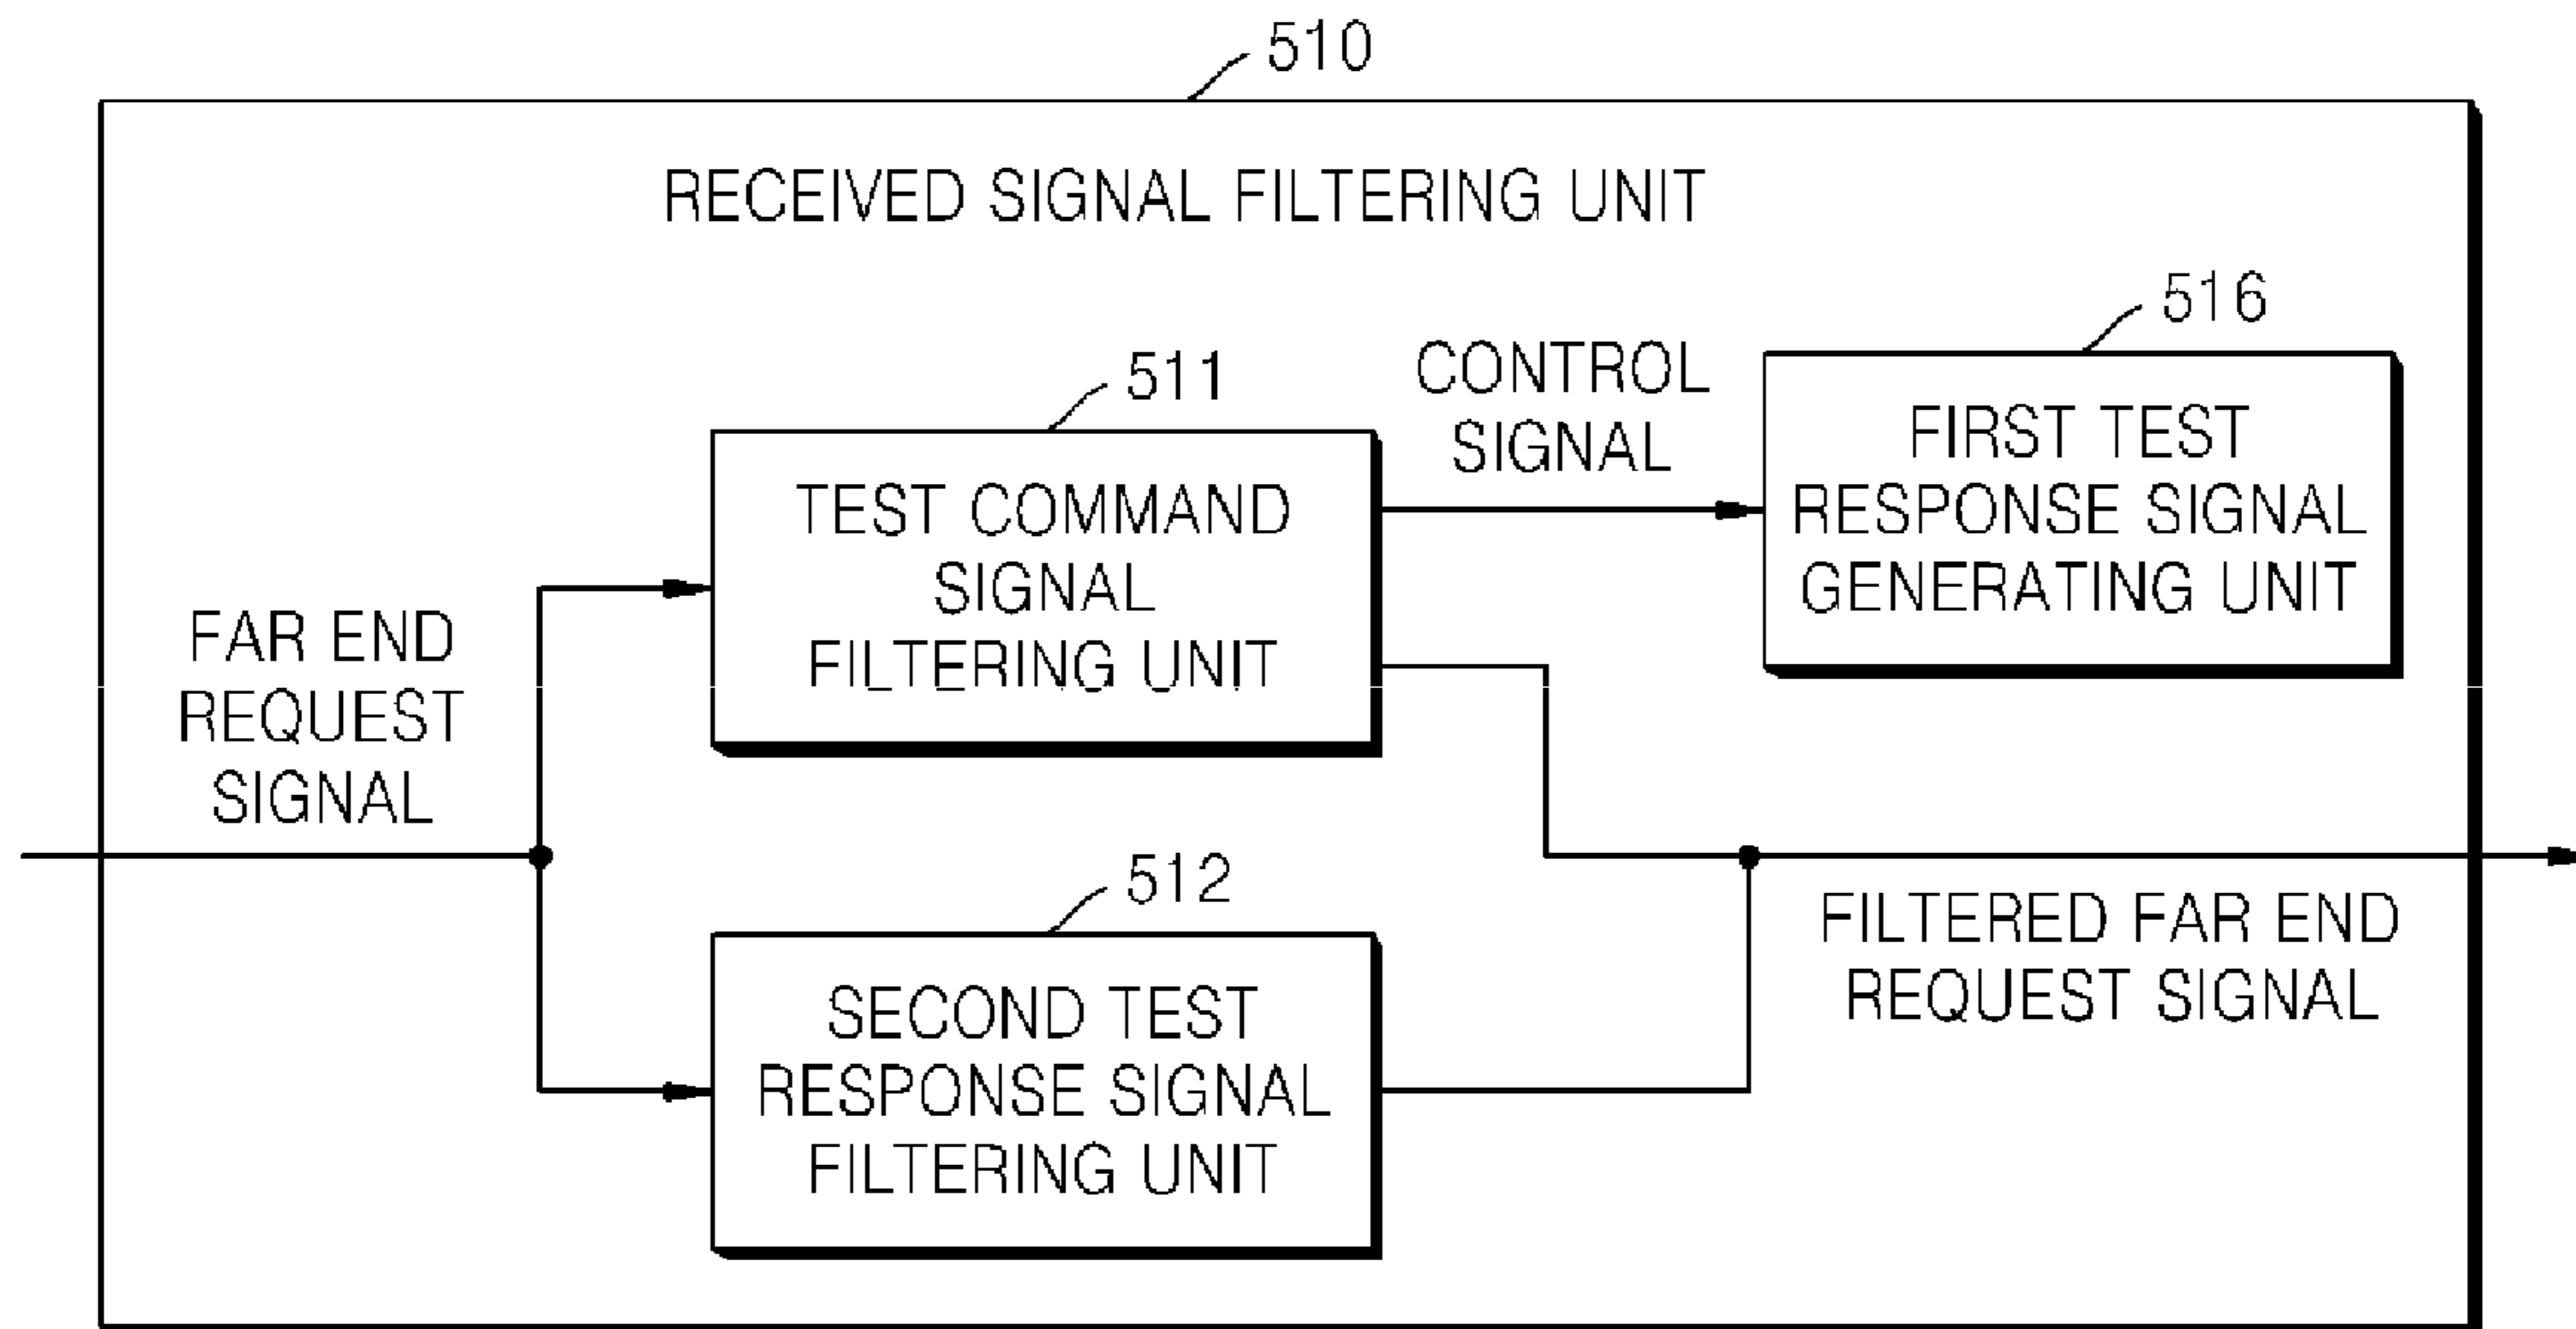 510
RECEIVED SIGNAL FILTERING UNIT
516
CONTROL
SIGNAL
FIRST TEST
RESPONSE SIGNAL
GENERATING UNIT
511
TEST COMMAND
SIGNAL
FILTERING UNIT
FAR END
REQUEST
SIGNAL
512
SECOND TEST
RESPONSE SIGNAL
FILTERING UNIT
FILTERED FAR END
REQUEST SIGNAL